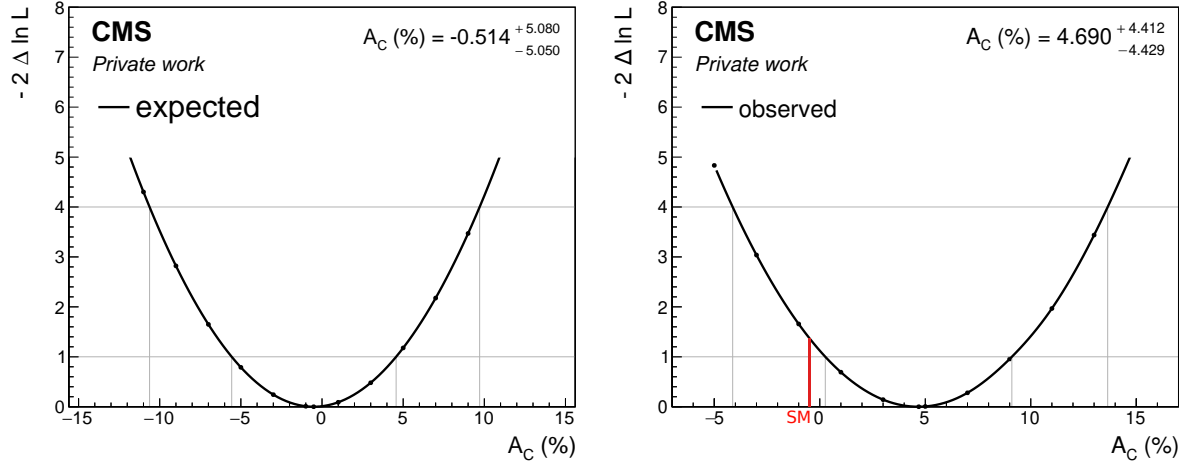 CMS
Private work
A_C (%) = -0.514 +5.080 −5.050
expected
- 2 Δ ln L
8
7
6
5
4
3
2
1
0
−15 −10 −5 0 5 10 15
A_C (%)
CMS
Private work
A_C (%) = 4.690 +4.412 −4.429
observed
- 2 Δ ln L
8
7
6
5
4
3
2
1
0
−5 SM 0 5 10 15
A_C (%)